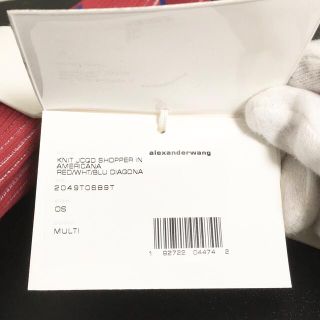 alexanderwang
KNIT JCQD SHOPPER IN
AMERICANA
RED/WHT/BLU DIAGONA
2049T0689T
OS
MULTI
1 92722 04474 2